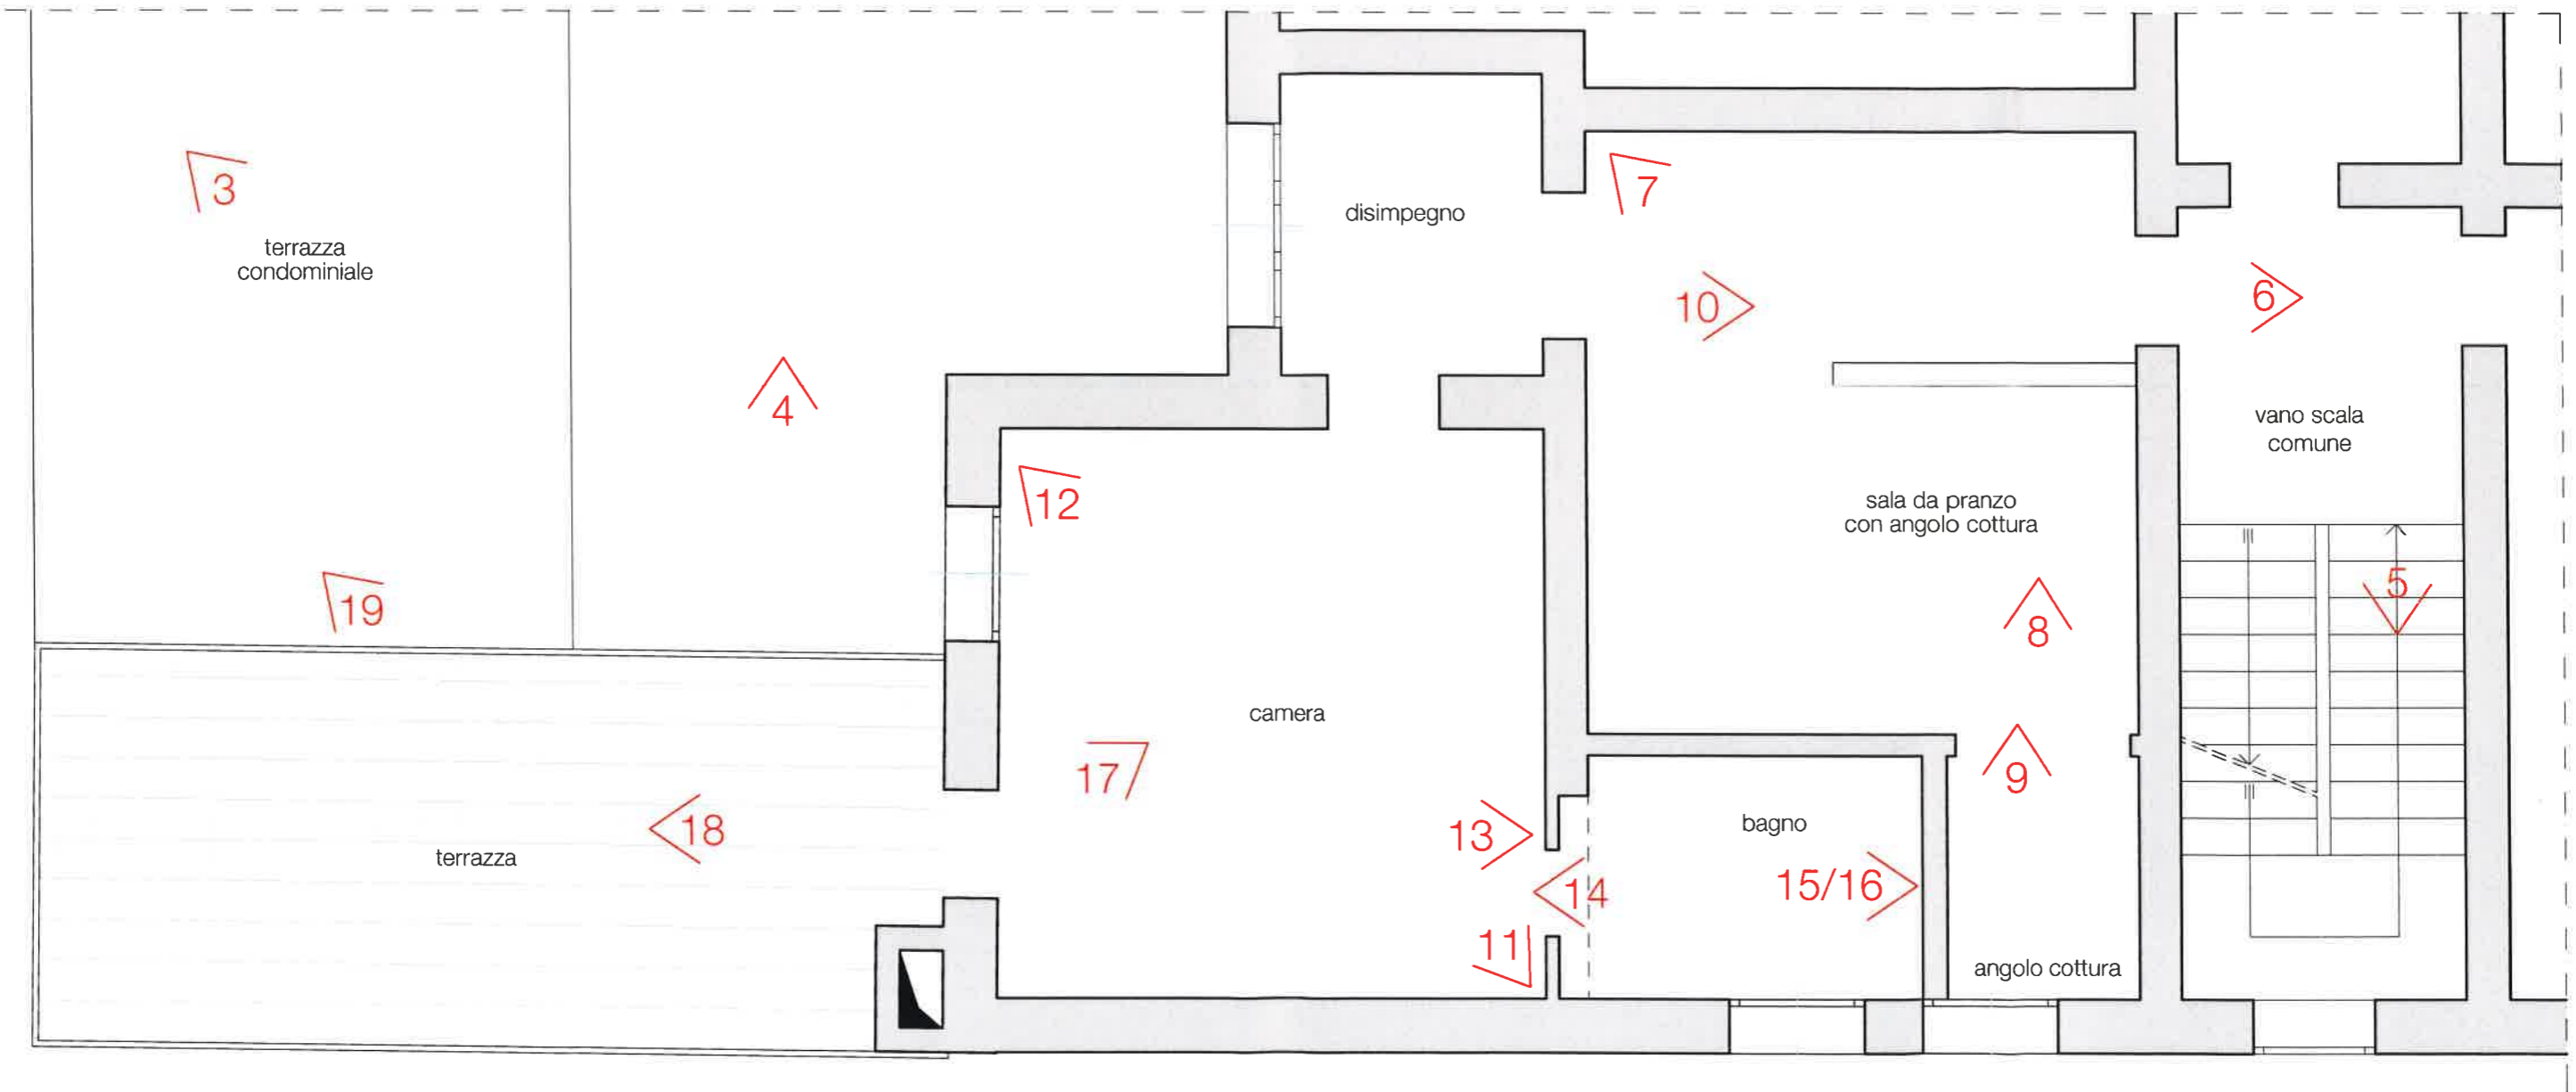 3
terrazza
condominiale
disimpegno
7
10
6
4
vano scala
comune
12
sala da pranzo
con angolo cottura
19
5
8
camera
17
9
18
13
bagno
terrazza
14
15/16
11
angolo cottura